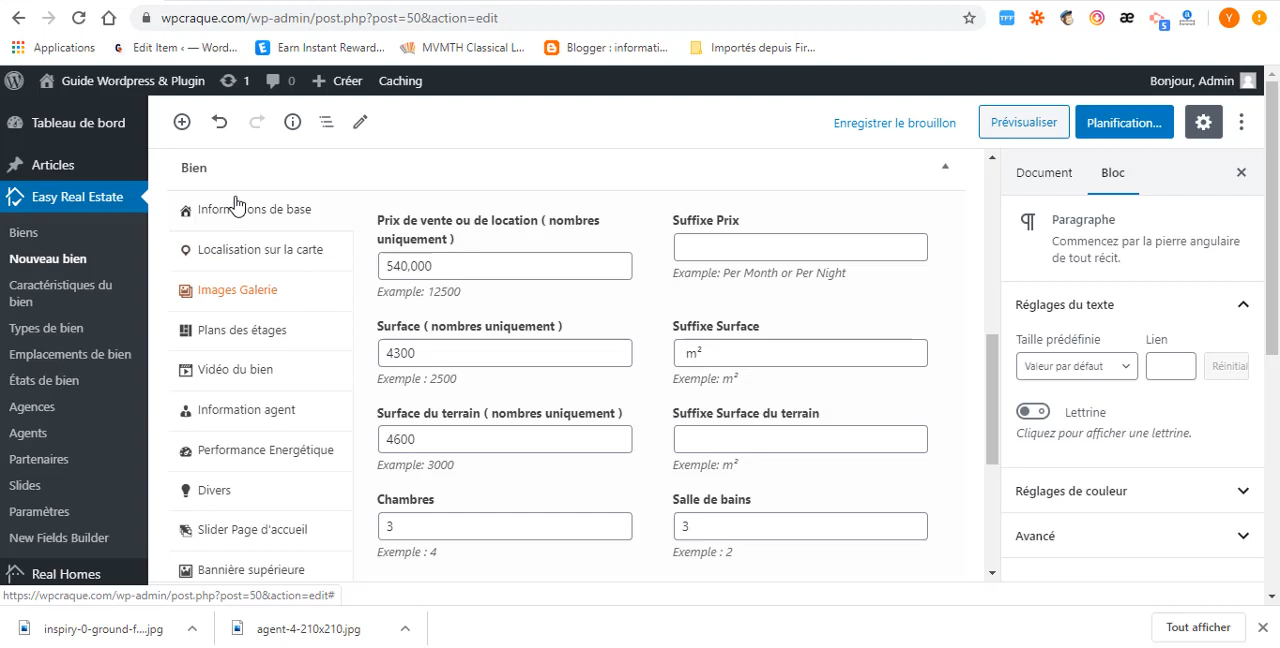 wpcraque.com/wp-admin/post.php?post=50&action=edit
Applications
G Edit Item ‹ — Word...
Earn Instant Reward...
MVMTH Classical L...
Blogger : informati...
Importés depuis Fir...
Guide Wordpress & Plugin
1
0
Créer
Caching
Bonjour, Admin
Tableau de bord
Articles
Easy Real Estate
Biens
Nouveau bien
Caractéristiques du
bien
Types de bien
Emplacements de bien
États de bien
Agences
Agents
Partenaires
Slides
Paramètres
New Fields Builder
Real Homes
Enregistrer le brouillon
Prévisualiser
Planification...
Bien
Informations de base
Localisation sur la carte
Images Galerie
Plans des étages
Vidéo du bien
Information agent
Performance Energétique
Divers
Slider Page d'accueil
Bannière supérieure
Prix de vente ou de location ( nombres
uniquement )
540,000
Example: 12500
Suffixe Prix
Example: Per Month or Per Night
Surface ( nombres uniquement )
4300
Exemple : 2500
Suffixe Surface
m²
Exemple: m²
Surface du terrain ( nombres uniquement )
4600
Example: 3000
Suffixe Surface du terrain
Exemple: m²
Chambres
3
Exemple : 4
Salle de bains
3
Exemple : 2
Document
Bloc
Paragraphe
Commencez par la pierre angulaire
de tout récit.
Réglages du texte
Taille prédéfinie
Lien
Valeur par défaut
Réinitial
Lettrine
Cliquez pour afficher une lettrine.
Réglages de couleur
Avancé
https://wpcraque.com/wp-admin/post.php?post=50&action=edit#
inspiry-0-ground-f....jpg
agent-4-210x210.jpg
Tout afficher